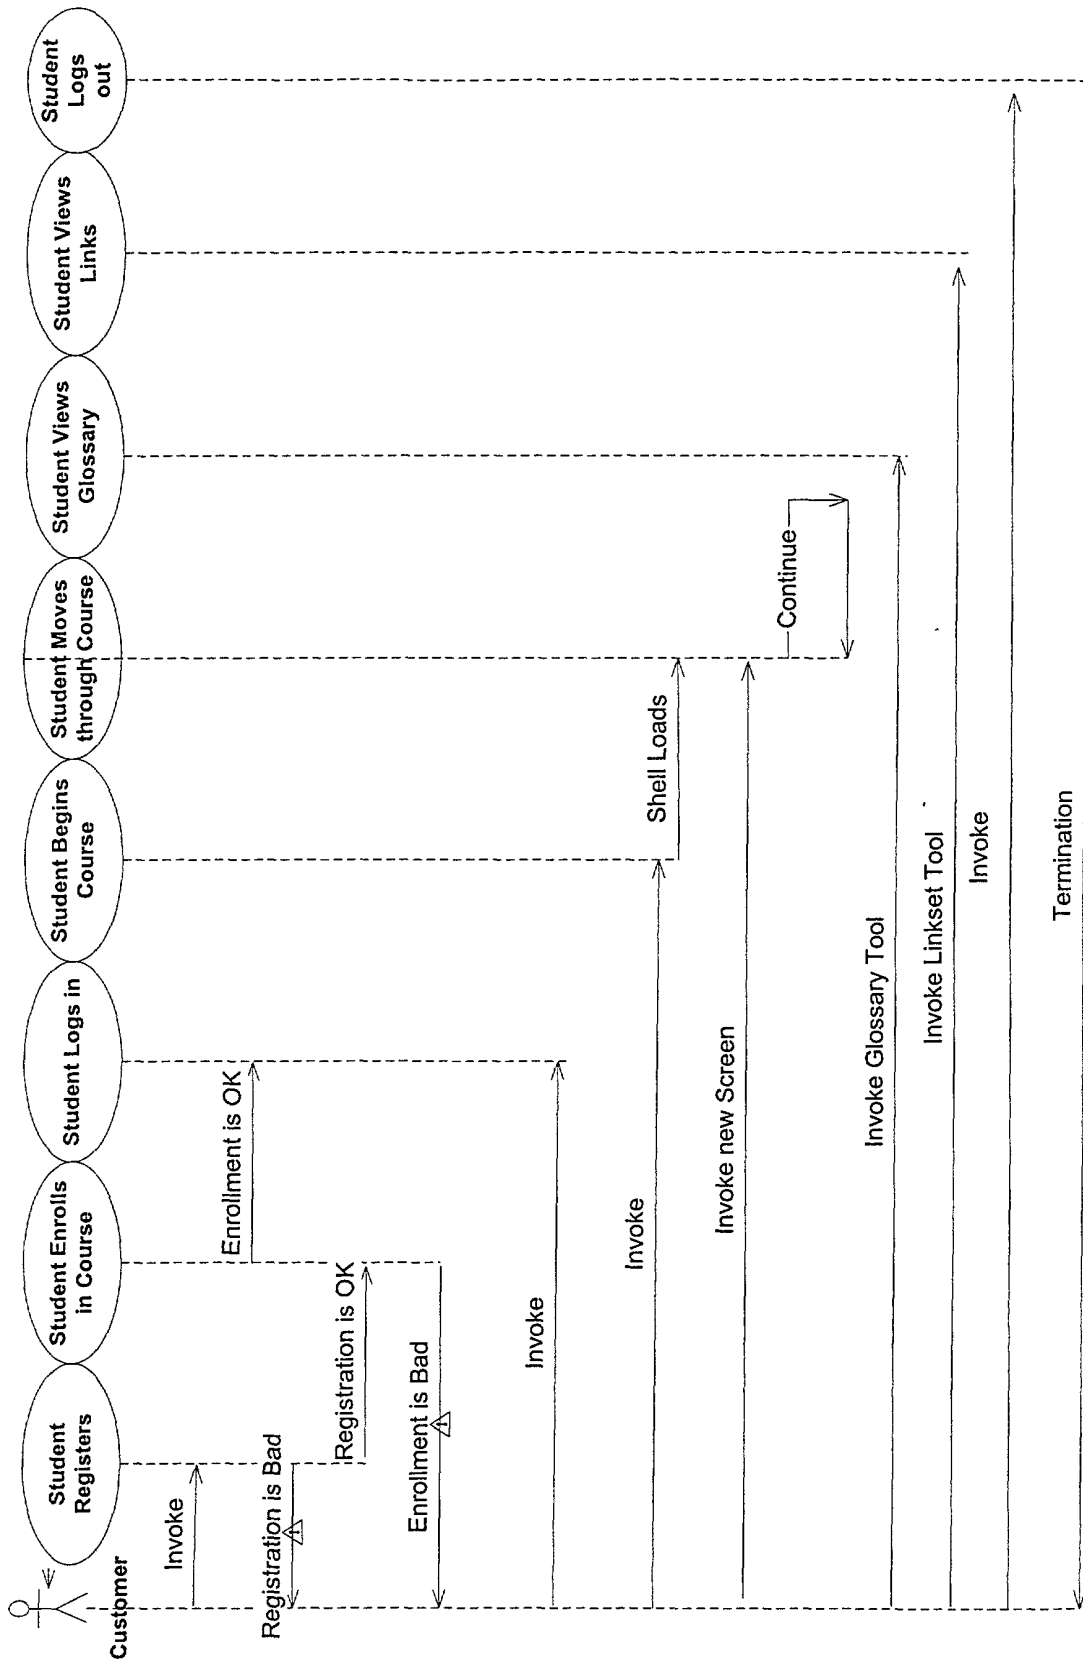 Customer
Student
Registers
Student Enrolls
in Course
Student Logs in
Student Begins
Course
Student Moves
through Course
Student Views
Glossary
Student Views
Links
Student
Logs
out
Invoke
Enrollment is OK
Registration is Bad
Registration is OK
Enrollment is Bad
Invoke
Invoke
Shell Loads
Invoke new Screen
Continue
Invoke Glossary Tool
Invoke Linkset Tool
Invoke
Termination